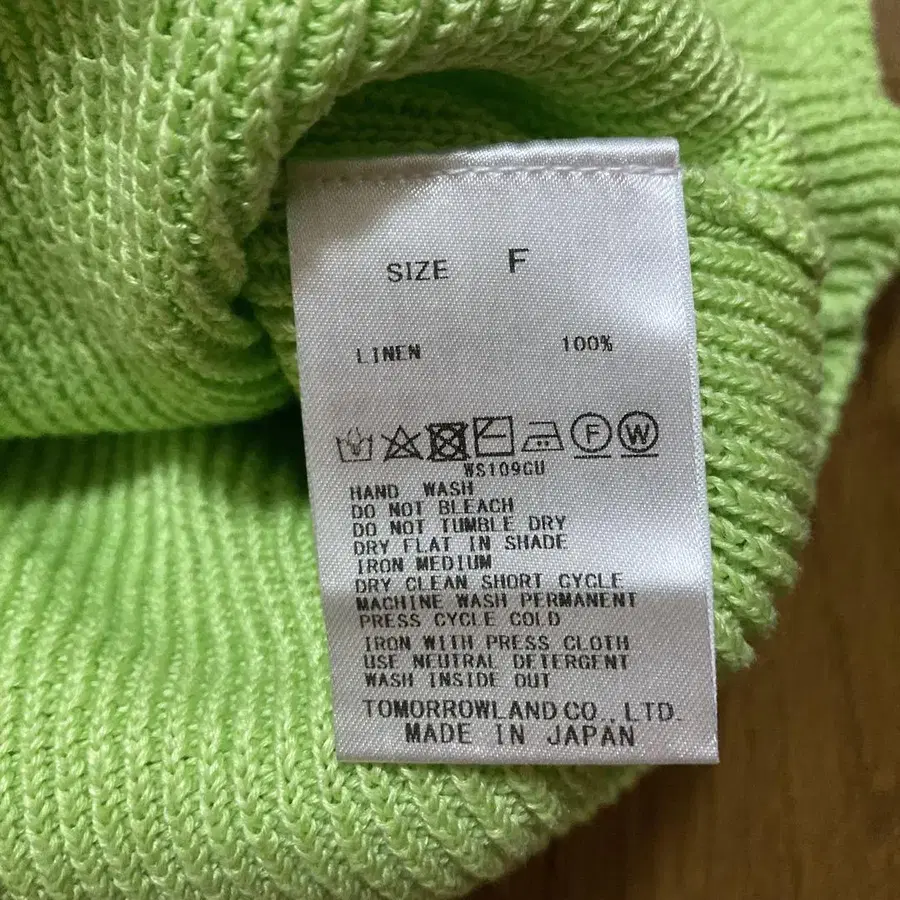 SIZE F
LINEN 100%
F W
WS109GU
HAND WASH
DO NOT BLEACH
DO NOT TUMBLE DRY
DRY FLAT IN SHADE
IRON MEDIUM
DRY CLEAN SHORT CYCLE
MACHINE WASH PERMANENT
PRESS CYCLE COLD
IRON WITH PRESS CLOTH
USE NEUTRAL DETERGENT
WASH INSIDE OUT
TOMORROWLAND CO., LTD.
MADE IN JAPAN